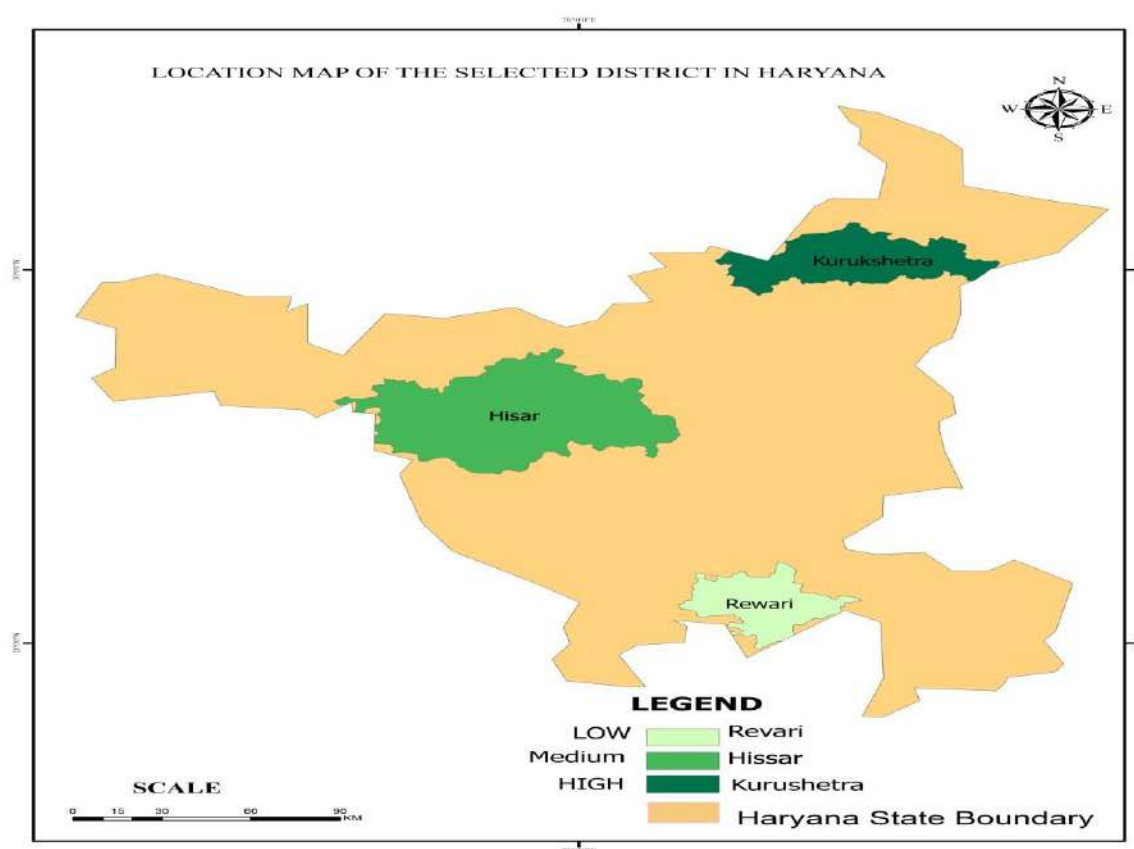 LOCATION MAP OF THE SELECTED DISTRICT IN HARYANA
N
W E
S
Kurukshetra
Hisar
Rewari
LEGEND
LOW Revari
Medium Hissar
HIGH Kurushetra
Haryana State Boundary
SCALE
0 15 30 60 90
KM